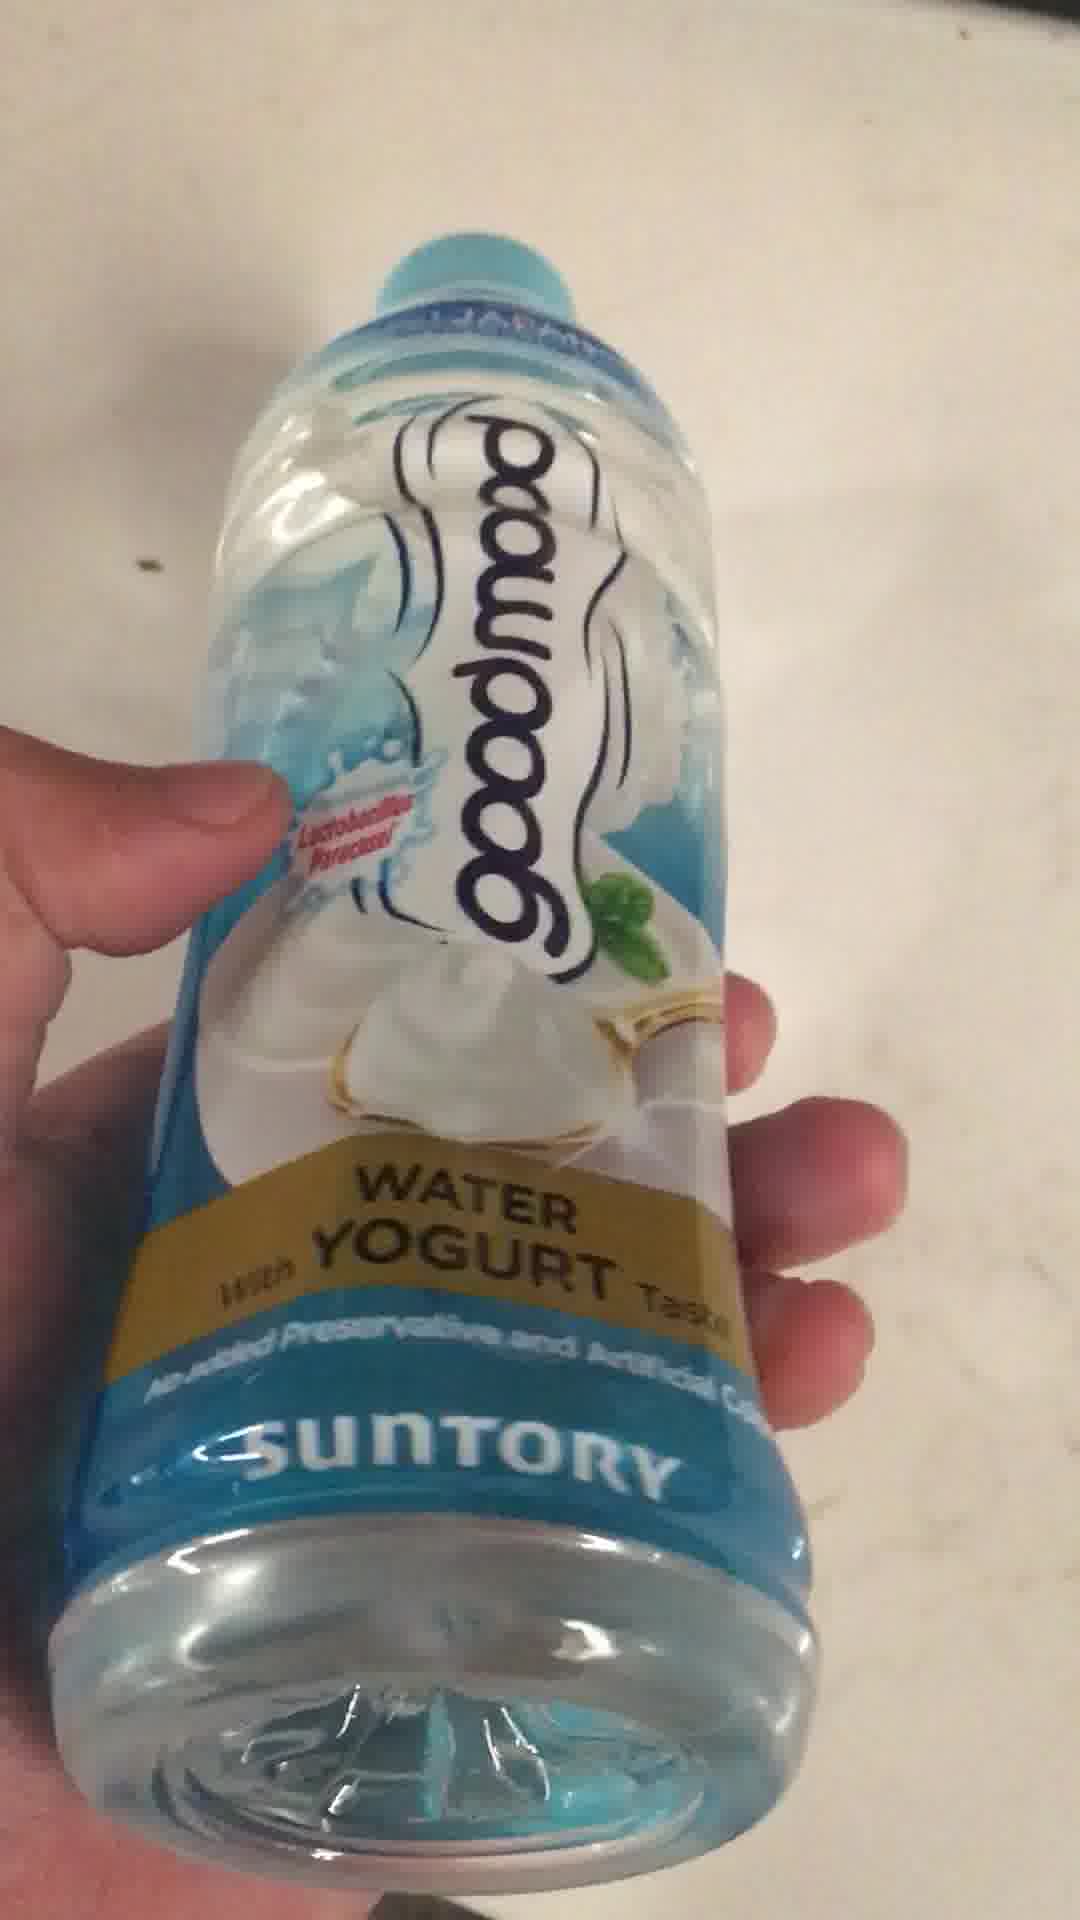 goodmood
Lactobacillus
Paracasei
WATER
With YOGURT Taste
No added Preservative and Artificial
SUNTORY